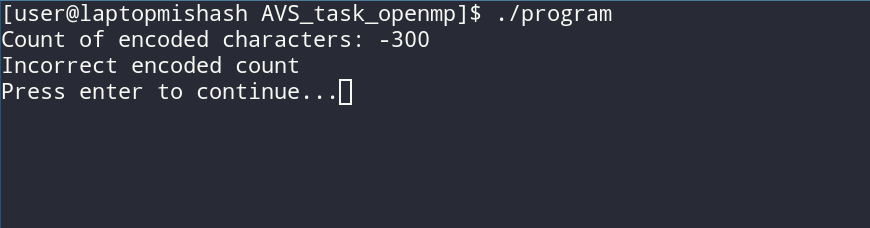 [user@laptopmishash AVS_task_openmp]$ ./program
Count of encoded characters: -300
Incorrect encoded count
Press enter to continue...